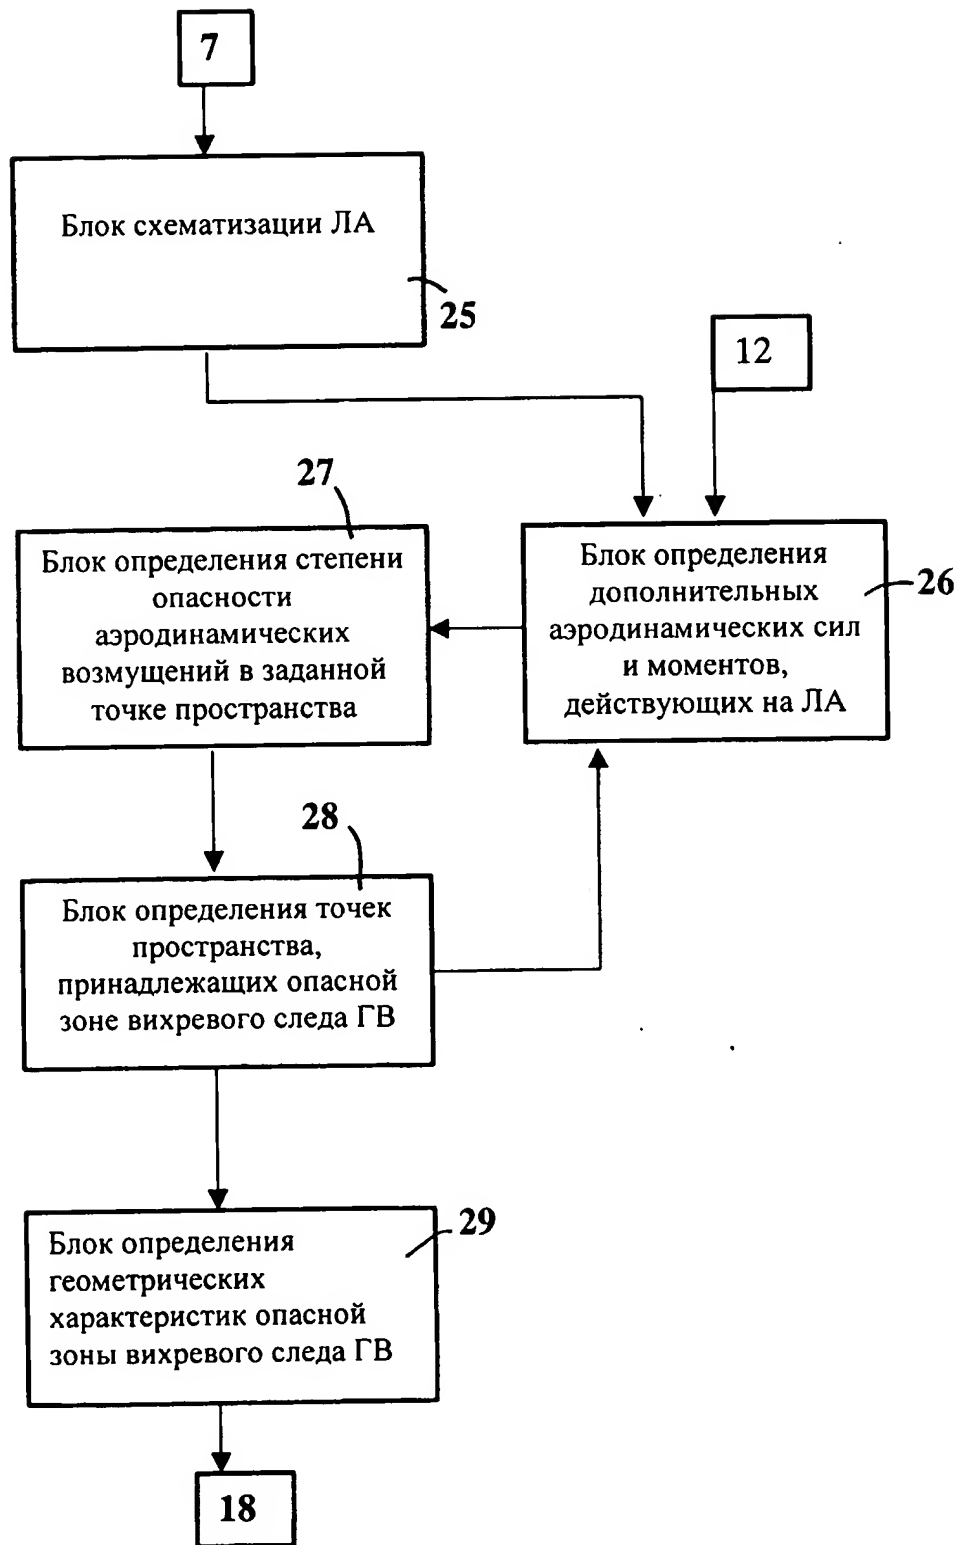 7
Блок схематизации ЛА
25
12
27
Блок определения степени
опасности
аэродинамических
возмущений в заданной
точке пространства
Блок определения
дополнительных
аэродинамических сил
и моментов,
действующих на ЛА
26
28
Блок определения точек
пространства,
принадлежащих опасной
зоне вихревого следа ГВ
29
Блок определения
геометрических
характеристик опасной
зоны вихревого следа ГВ
18